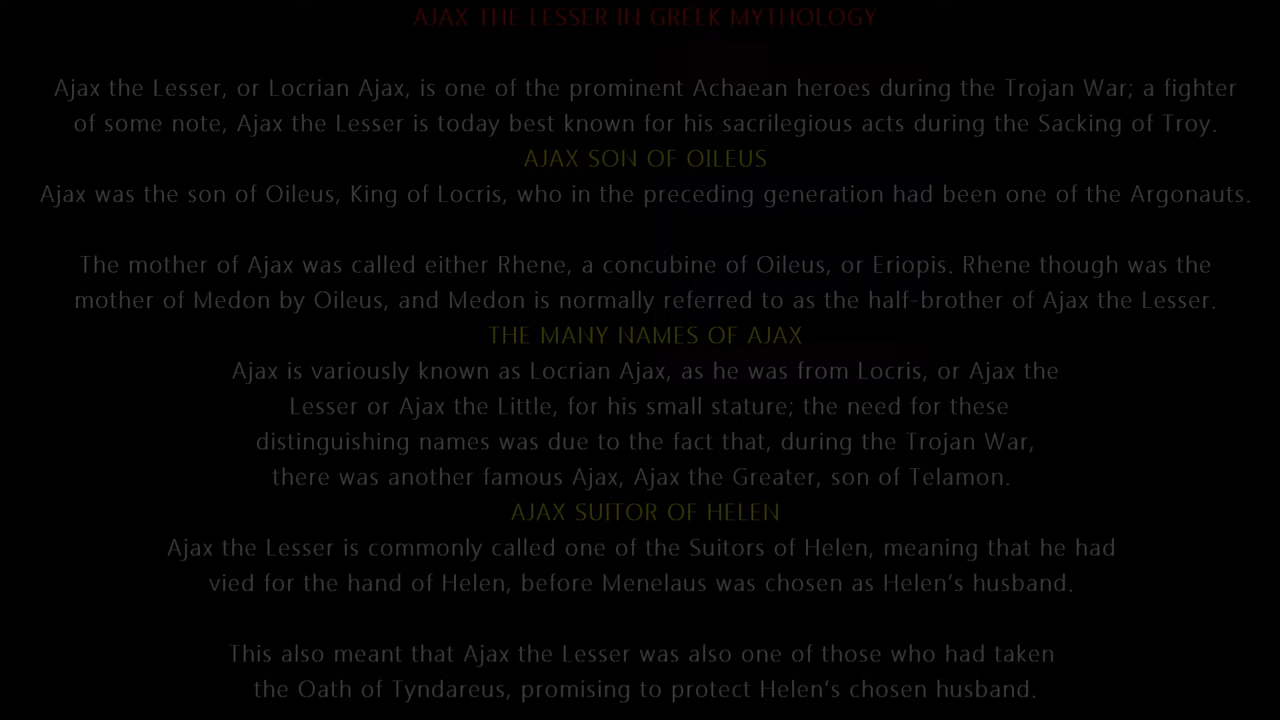 AJAX THE LESSER IN GREEK MYTHOLOGY
Ajax the Lesser, or Locrian Ajax, is one of the prominent Achaean heroes during the Trojan War; a fighter
of some note, Ajax the Lesser is today best known for his sacrilegious acts during the Sacking of Troy.
AJAX SON OF OILEUS
Ajax was the son of Oileus, King of Locris, who in the preceding generation had been one of the Argonauts.
The mother of Ajax was called either Rhene, a concubine of Oileus, or Eriopis. Rhene though was the
mother of Medon by Oileus, and Medon is normally referred to as the half-brother of Ajax the Lesser.
THE MANY NAMES OF AJAX
Ajax is variously known as Locrian Ajax, as he was from Locris, or Ajax the
Lesser or Ajax the Little, for his small stature; the need for these
distinguishing names was due to the fact that, during the Trojan War,
there was another famous Ajax, Ajax the Greater, son of Telamon.
AJAX SUITOR OF HELEN
Ajax the Lesser is commonly called one of the Suitors of Helen, meaning that he had
vied for the hand of Helen, before Menelaus was chosen as Helen's husband.
This also meant that Ajax the Lesser was also one of those who had taken
the Oath of Tyndareus, promising to protect Helen's chosen husband.